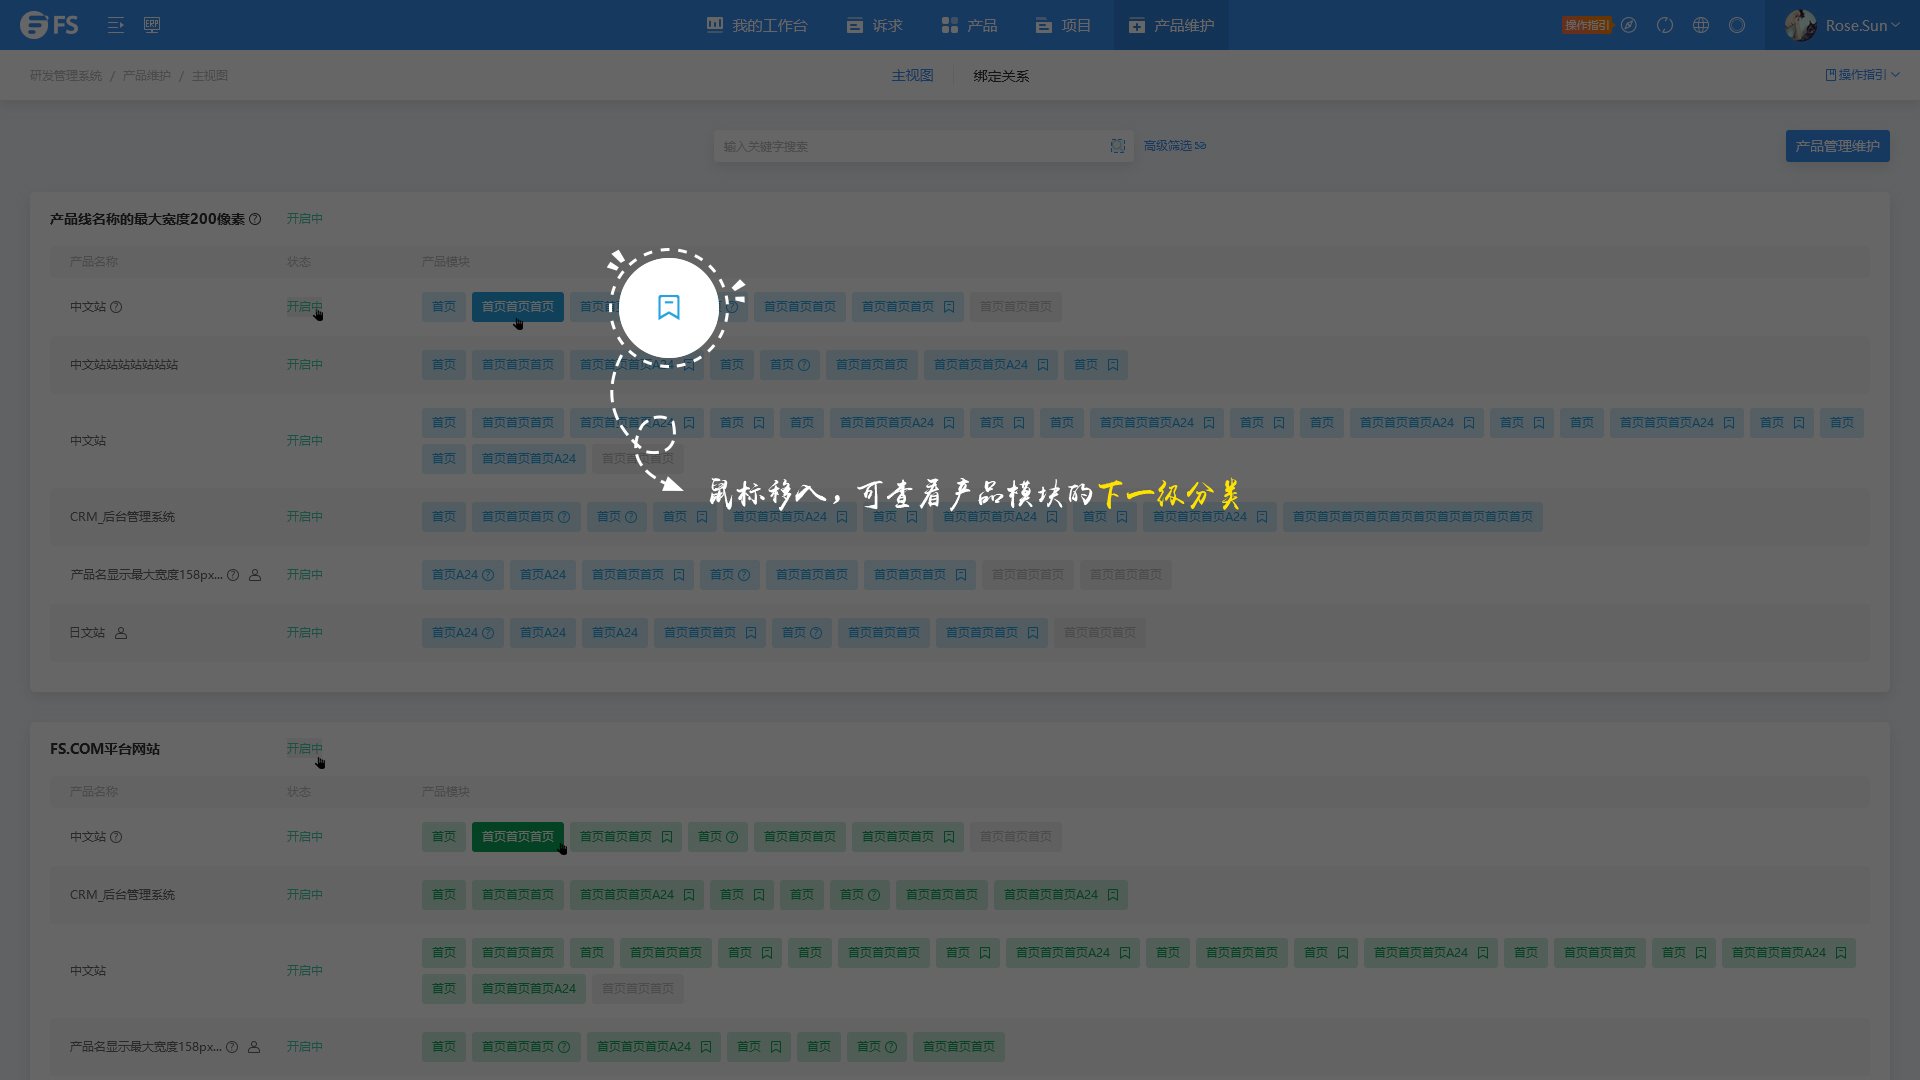 FS 我的工作台 诉求 产品 项目 产品维护 操作指引 Rose.Sun
研发管理系统 / 产品维护 / 主视图 主视图 绑定关系 操作指引
输入关键字搜索 高级筛选 产品管理维护
产品线名称的最大宽度200像素 开启中
产品名称 状态 产品模块
中文站 开启中 首页 首页首页首页 首页首页首页 首页首页首页 首页首页首页
中文站站站站站站站 开启中 首页 首页首页首页 首页首页首页A24 首页 首页 首页首页首页 首页首页首页A24 首页
中文站 开启中 首页 首页首页首页 首页首页首页A24 首页 首页 首页首页首页A24 首页 首页 首页首页首页A24 首页 首页 首页首页首页A24 首页 首页 首页首页首页A24 首页 首页
首页 首页首页首页A24 首页首页首页
鼠标移入，可查看产品模块的下一级分类
CRM_后台管理系统 开启中 首页 首页首页首页 首页 首页 首页首页首页A24 首页 首页首页首页A24 首页 首页首页首页A24 首页首页首页首页首页首页首页首页首页首页
产品名显示最大宽度158px... 开启中 首页A24 首页A24 首页首页首页 首页 首页首页首页 首页首页首页 首页首页首页 首页首页首页
日文站 开启中 首页A24 首页A24 首页A24 首页首页首页 首页 首页首页首页 首页首页首页 首页首页首页
FS.COM平台网站 开启中
产品名称 状态 产品模块
中文站 开启中 首页 首页首页首页 首页首页首页 首页 首页首页首页 首页首页首页 首页首页首页
CRM_后台管理系统 开启中 首页 首页首页首页 首页首页首页A24 首页 首页 首页 首页首页首页 首页首页首页A24
中文站 开启中 首页 首页首页首页 首页 首页首页首页 首页 首页 首页首页首页 首页 首页首页首页A24 首页 首页首页首页 首页 首页首页首页A24 首页 首页首页首页 首页 首页首页首页A24
首页 首页首页首页A24 首页首页首页
产品名显示最大宽度158px... 开启中 首页 首页首页首页 首页首页首页A24 首页 首页 首页 首页首页首页